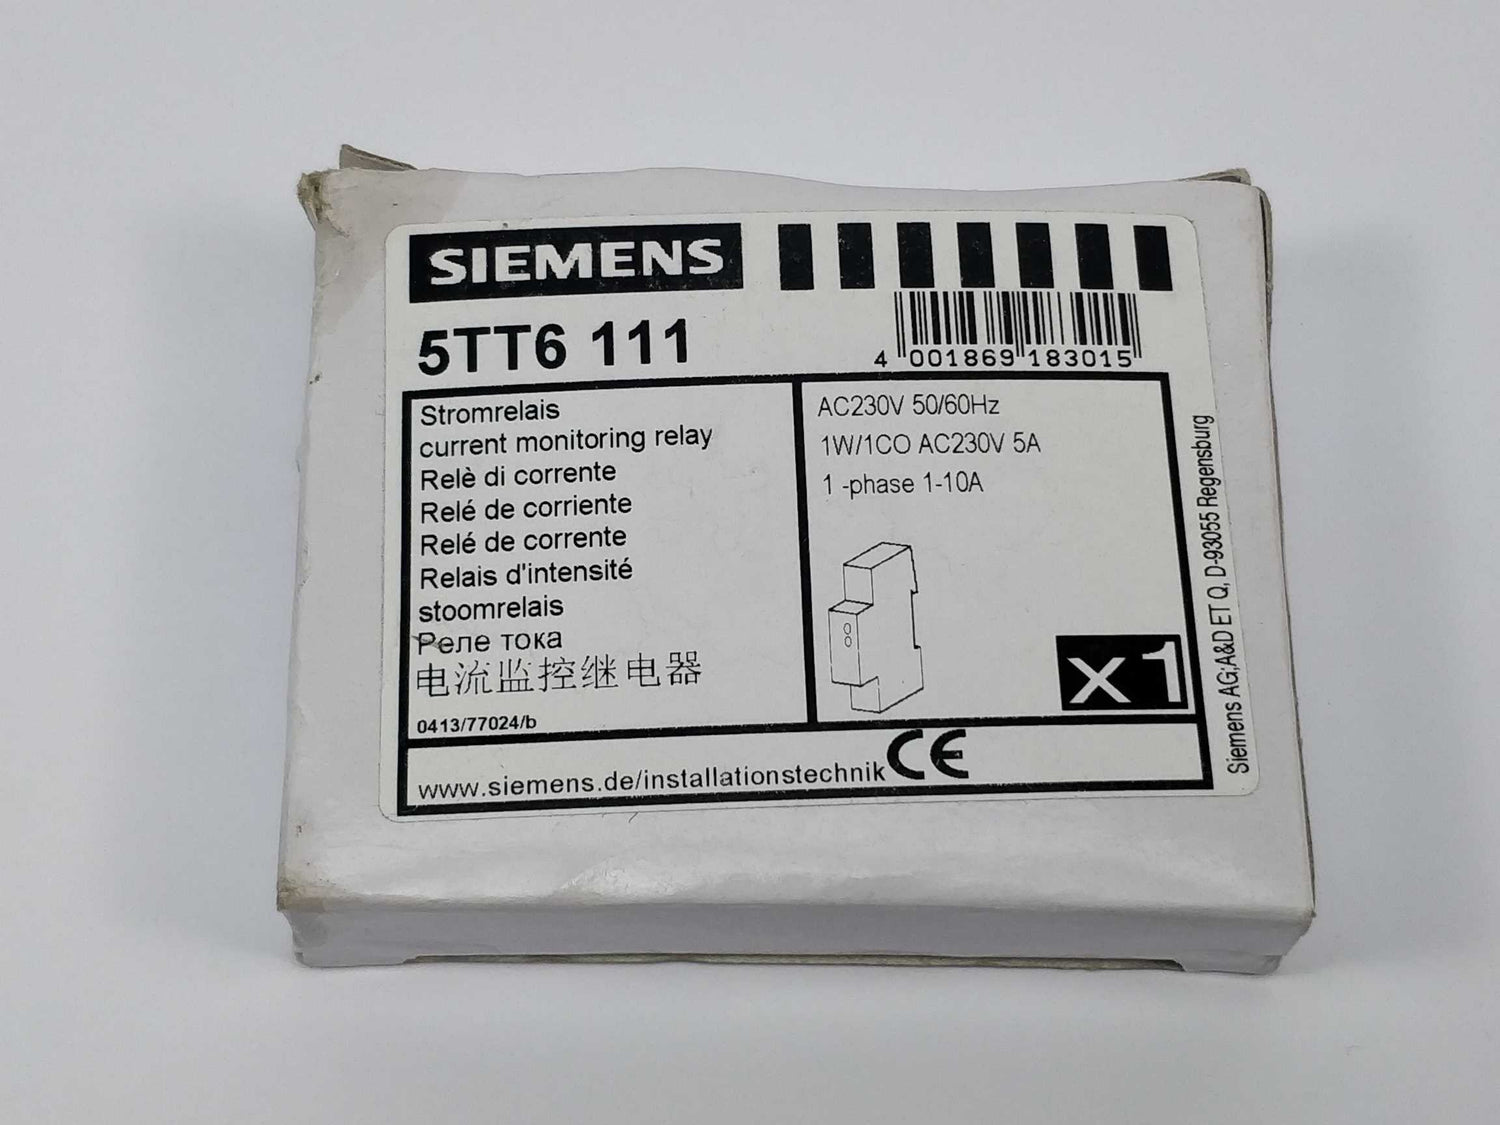 SIEMENS
5TT6 111
4 001869 183015
Stromrelais
current monitoring relay
Relè di corrente
Relé de corriente
Relé de corrente
Relais d'intensité
stoomrelais
Реле тока
电流监控继电器
0413/77024/b
AC230V 50/60Hz
1W/1CO AC230V 5A
1 -phase 1-10A
x1
www.siemens.de/installationstechnik
CE
Siemens AG;A&D ET Q, D-93055 Regensburg